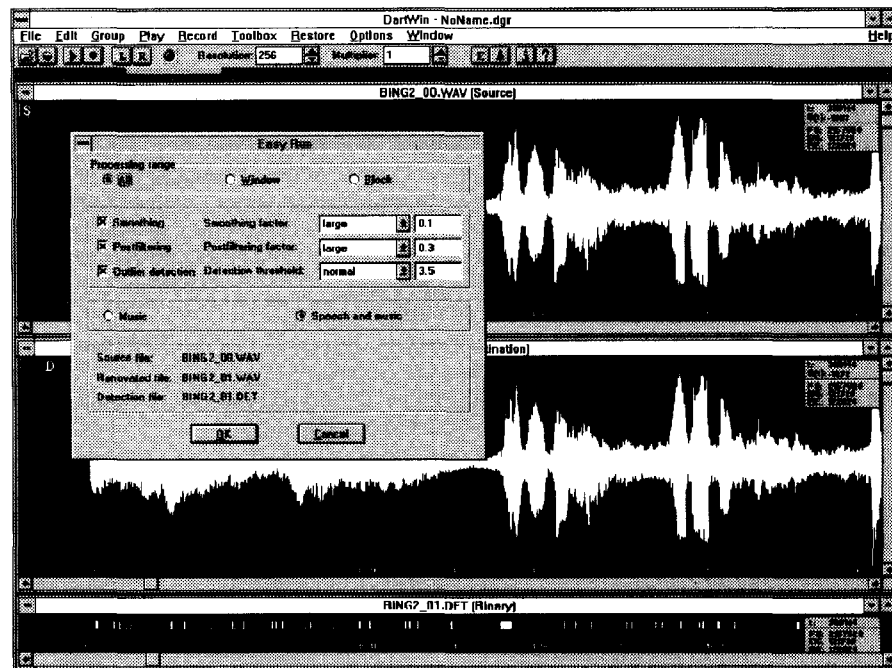 DartWin - NoName.dgr
File Edit Group Play Record Toolbox Restore Options Window Help
L R Resolution: 256 Multiplier: 1 ?
BING2_00.WAV (Source)
S
Easy Run
Processing range
All Window Block
Smoothing Smoothing factor: large 0.1
Postfiltering Postfiltering factor: large 0.3
Outlier detection Detection threshold: normal 3.5
Music Speech and music
Source file: BING2_00.WAV
Renovated file: BING2_01.WAV
Detection file: BING2_01.DET
OK Cancel
ination)
D
BING2_01.DET (Binary)